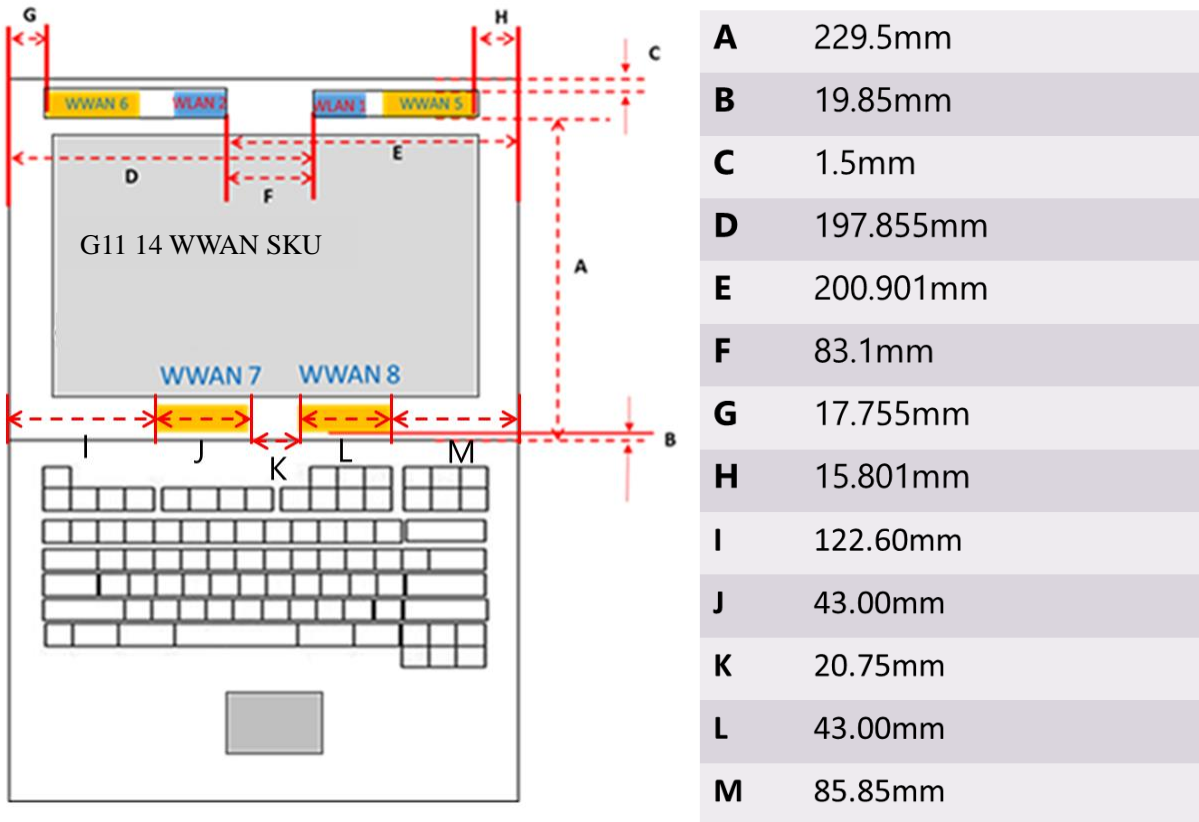 G
H
C
WWAN 6
WLAN 2
WLAN 1
WWAN 5
E
D
F
G11 14 WWAN SKU
A
WWAN 7
WWAN 8
I
J
K
L
M
B
A 229.5mm
B 19.85mm
C 1.5mm
D 197.855mm
E 200.901mm
F 83.1mm
G 17.755mm
H 15.801mm
I 122.60mm
J 43.00mm
K 20.75mm
L 43.00mm
M 85.85mm